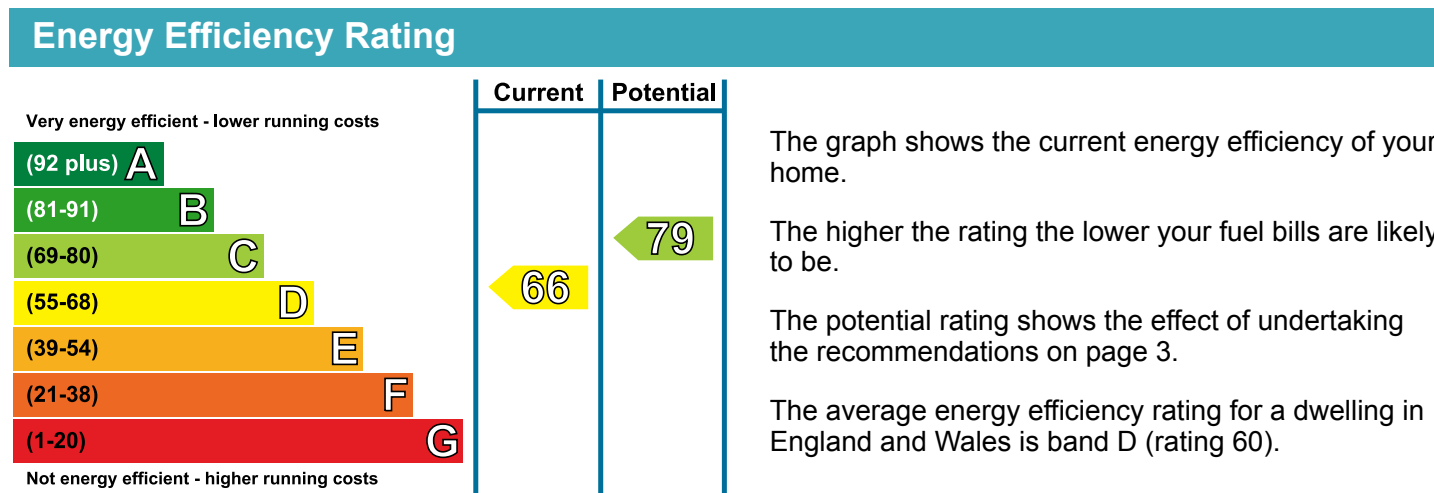 Energy Efficiency Rating
Current Potential
Very energy efficient - lower running costs
(92 plus) A
(81-91) B
(69-80) C
(55-68) D
(39-54) E
(21-38) F
(1-20) G
Not energy efficient - higher running costs
66
79
The graph shows the current energy efficiency of your
home.
The higher the rating the lower your fuel bills are likely
to be.
The potential rating shows the effect of undertaking
the recommendations on page 3.
The average energy efficiency rating for a dwelling in
England and Wales is band D (rating 60).